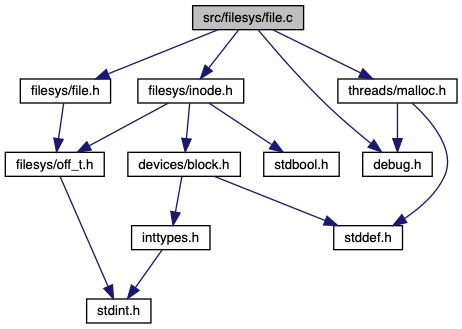 src/filesys/file.c
filesys/file.h
filesys/inode.h
threads/malloc.h
filesys/off_t.h
devices/block.h
stdbool.h
debug.h
inttypes.h
stddef.h
stdint.h